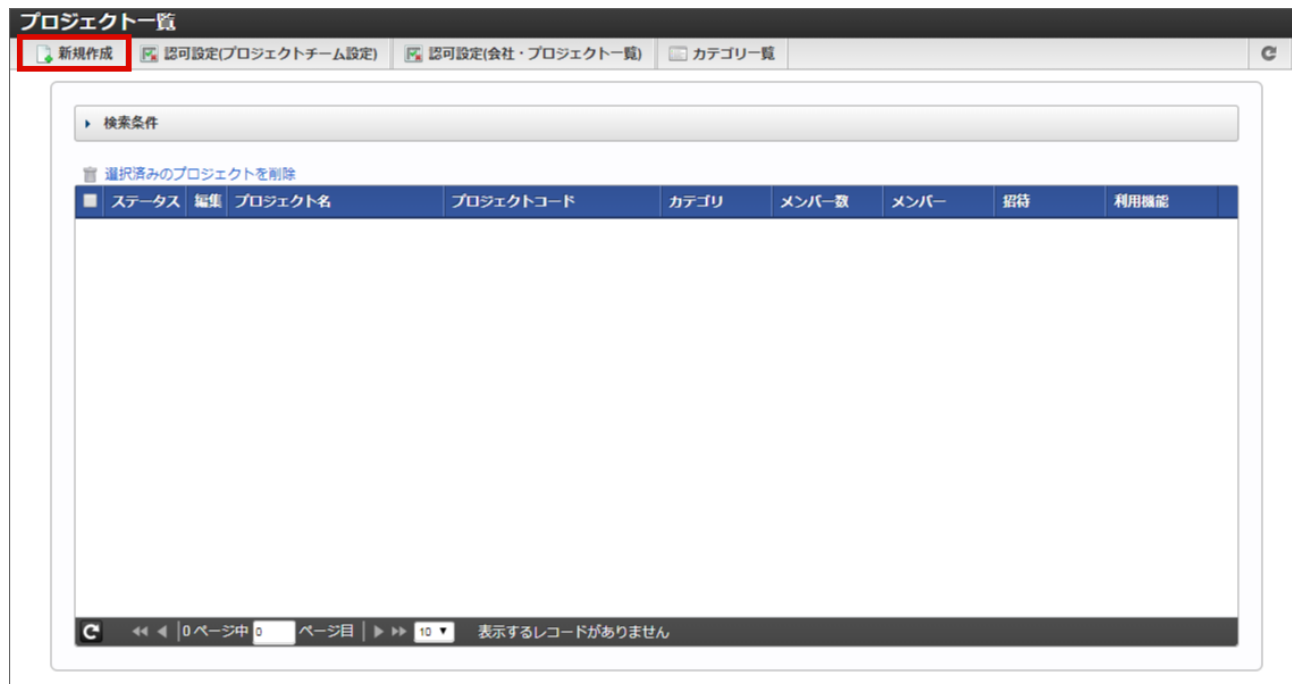 プロジェクト一覧
新規作成 認可設定(プロジェクトチーム設定) 認可設定(会社・プロジェクト一覧) カテゴリ一覧
検索条件
選択済みのプロジェクトを削除
ステータス 編集 プロジェクト名 プロジェクトコード カテゴリ メンバー数 メンバー 招待 利用機能
0 ページ中 0 ページ目 10 表示するレコードがありません